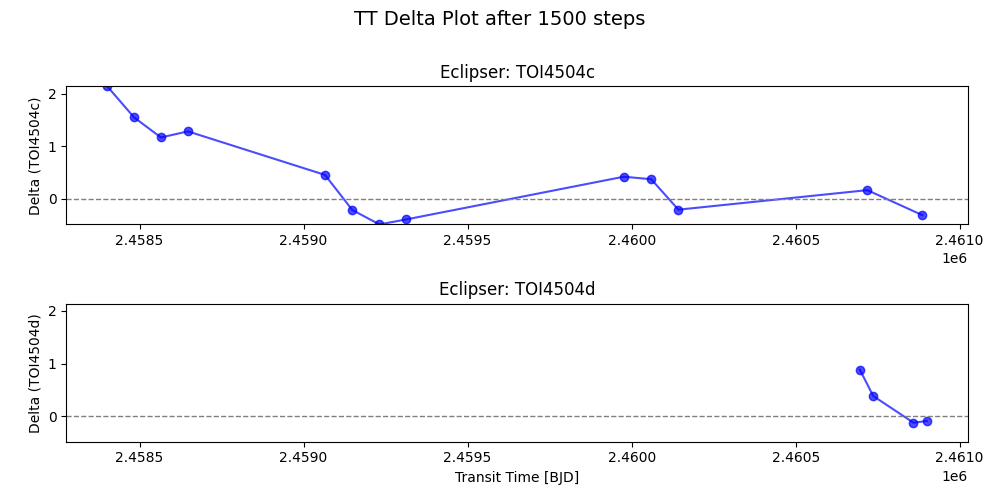 TT Delta Plot after 1500 steps
Eclipser: TOI4504c
Delta (TOI4504c)
2
1
0
2.4585 2.4590 2.4595 2.4600 2.4605 2.4610
1e6
Eclipser: TOI4504d
Delta (TOI4504d)
2
1
0
2.4585 2.4590 2.4595 2.4600 2.4605 2.4610
1e6
Transit Time [BJD]